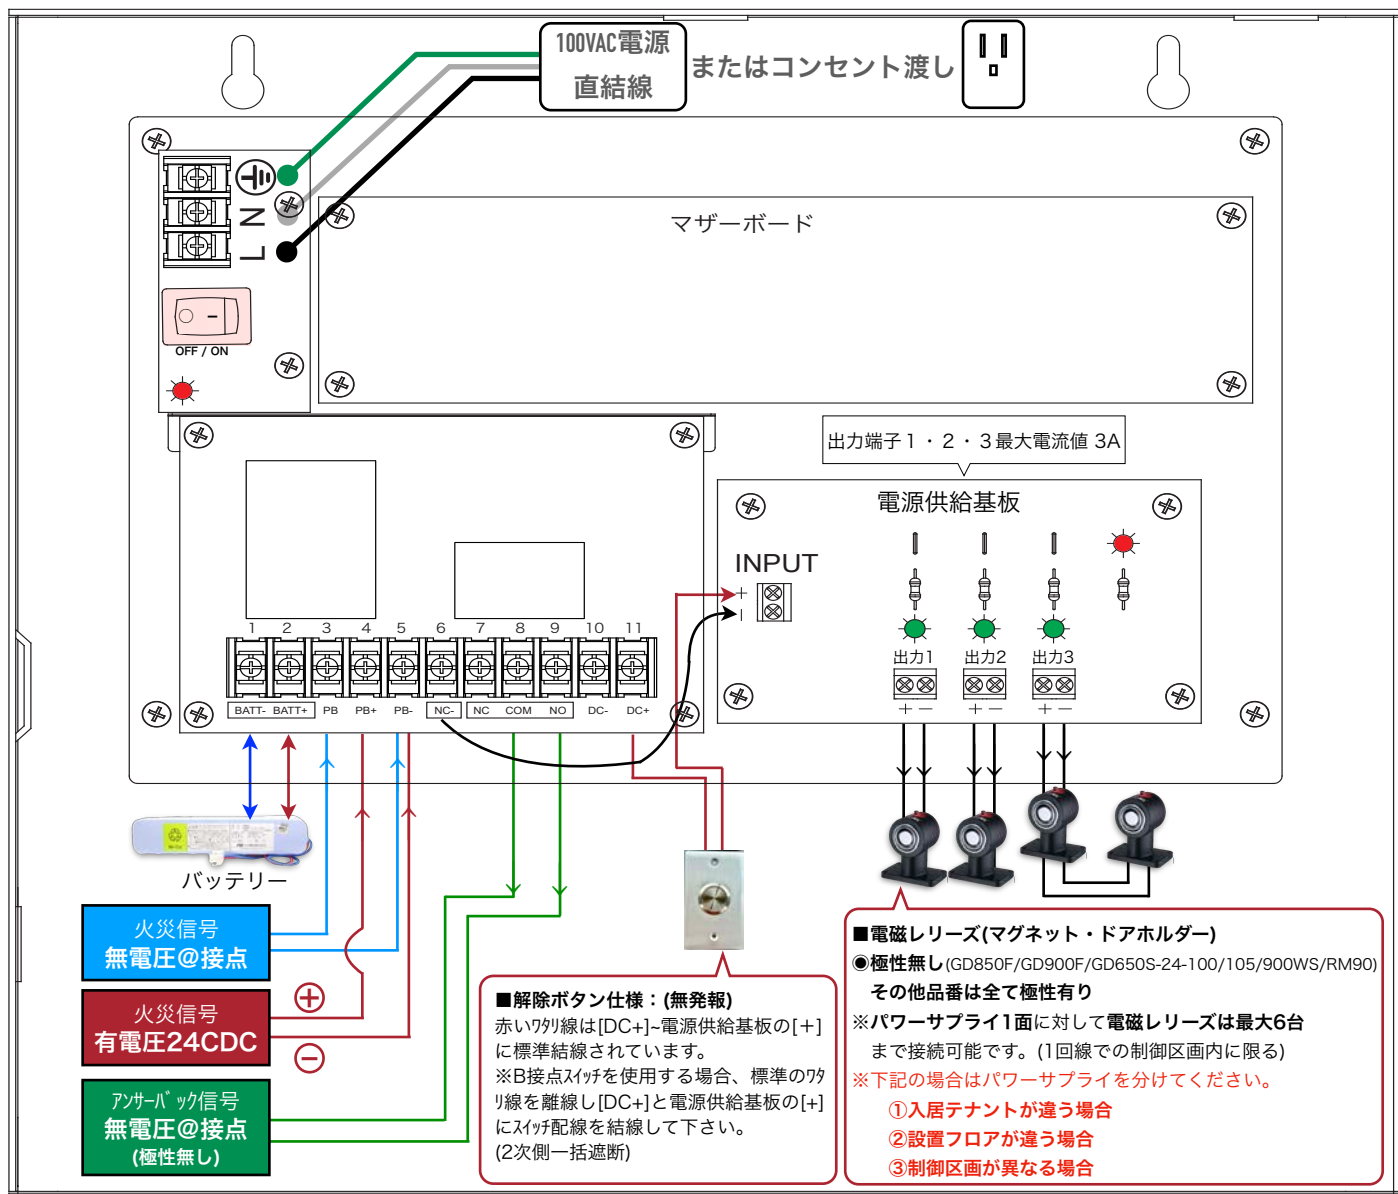 100VAC電源
直結線
またはコンセント渡し
N
L
マザーボード
OFF / ON
出力端子1・2・3最大電流値 3A
電源供給基板
INPUT
+
−
出力1
出力2
出力3
+ −
+ −
+ −
1 2 3 4 5 6 7 8 9 10 11
BATT- BATT+ PB PB+ PB- NC- NC COM NO DC- DC+
バッテリー
火災信号
無電圧@接点
火災信号
有電圧24CDC
⊕
⊖
アンサーバック信号
無電圧@接点
(極性無し)
■解除ボタン仕様：(無発報)
赤いワタリ線は[DC+]~電源供給基板の[＋]
に標準結線されています。
※B接点スイッチを使用する場合、標準のワタ
リ線を離線し[DC+]と電源供給基板の[+]
にスイッチ配線を結線して下さい。
(2次側一括遮断)
■電磁レリーズ(マグネット・ドアホルダー)
◉極性無し(GD850F/GD900F/GD650S-24-100/105/900WS/RM90)
その他品番は全て極性有り
※パワーサプライ1面に対して電磁レリーズは最大6台
まで接続可能です。(1回線での制御区画内に限る)
※下記の場合はパワーサプライを分けてください。
①入居テナントが違う場合
②設置フロアが違う場合
③制御区画が異なる場合